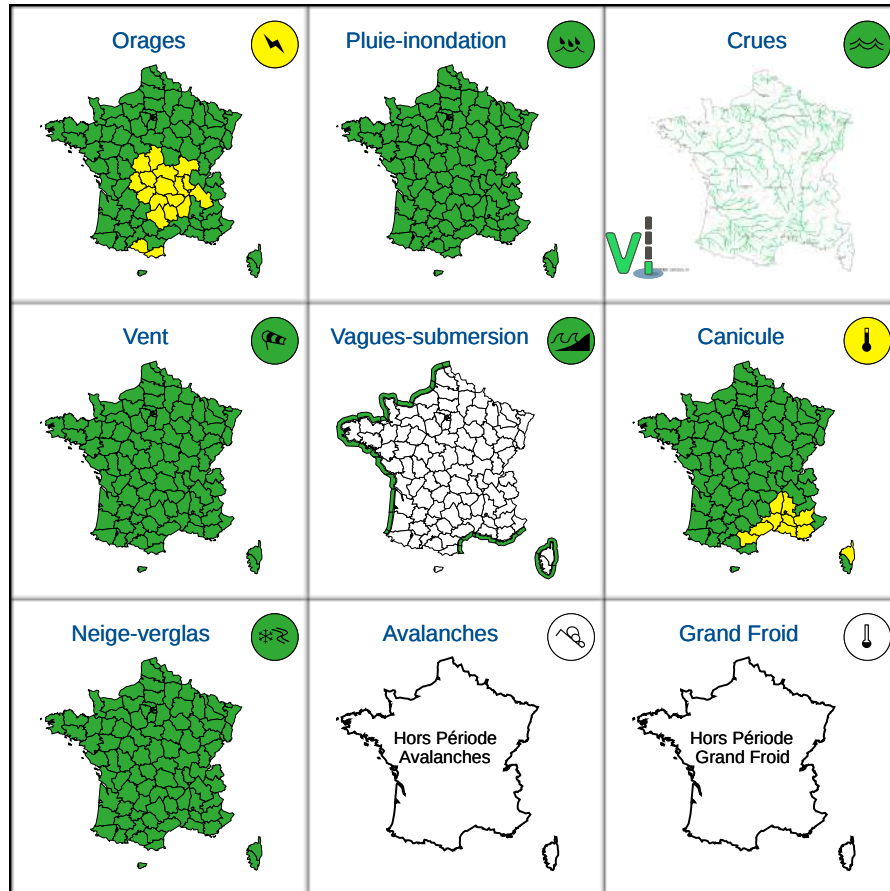 Orages
Pluie-inondation
Crues
Vent
Vagues-submersion
Canicule
Neige-verglas
Avalanches
Hors Période
Avalanches
Grand Froid
Hors Période
Grand Froid